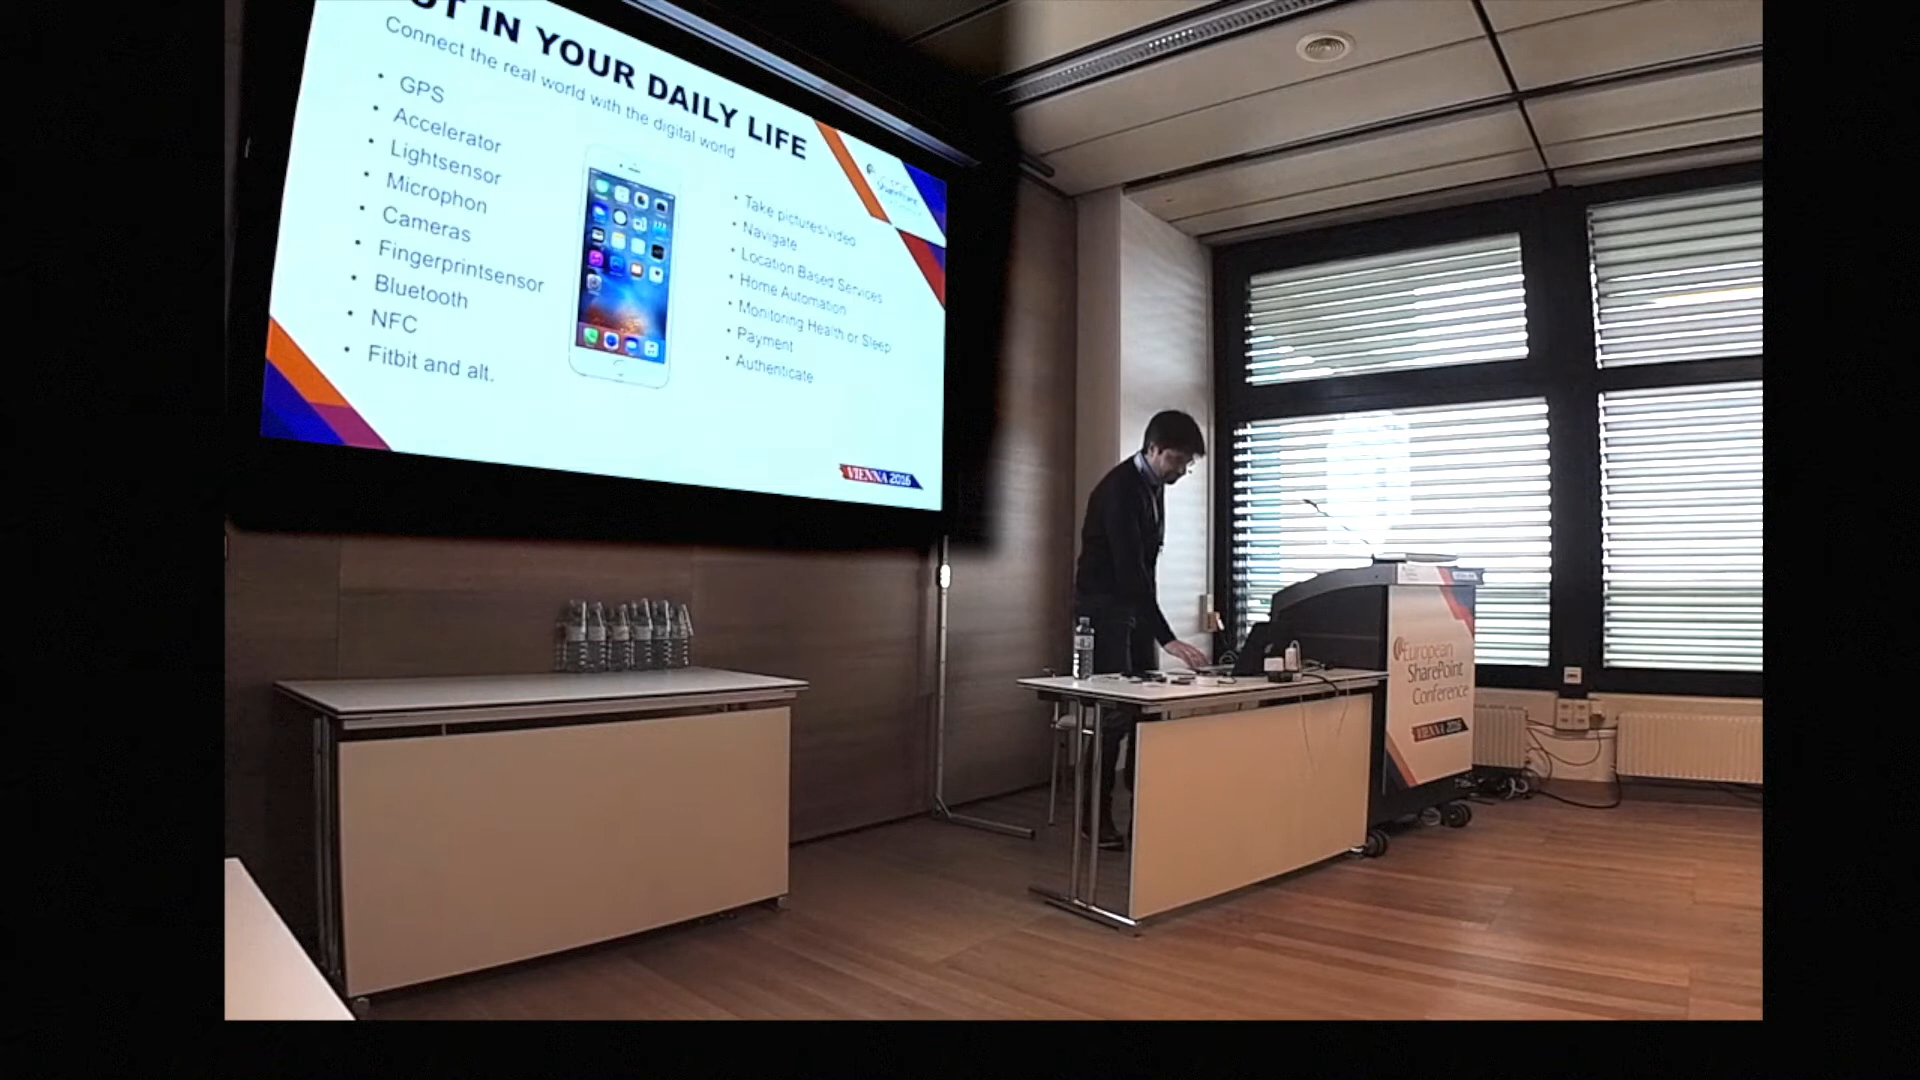 IN YOUR DAILY LIFE
Connect the real world with the digital world
• GPS
• Accelerator
• Lightsensor
• Microphon
• Cameras
• Fingerprintsensor
• Bluetooth
• NFC
• Fitbit and alt.
• Take pictures/video
• Navigate
• Location Based Services
• Home Automation
• Monitoring Health or Sleep
• Payment
• Authenticate
SharePoint
VIENNA 2016
European
SharePoint
Conference
VIENNA 2016